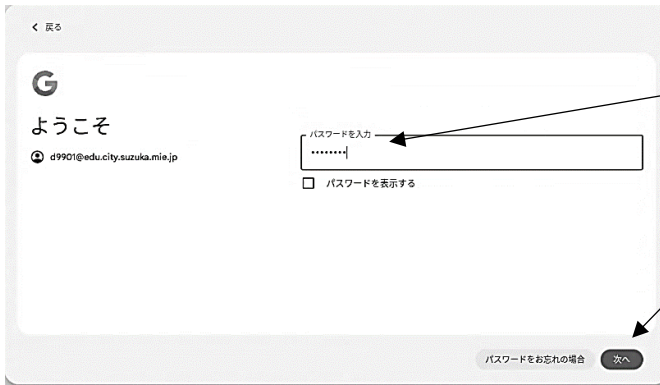 戻る
G
ようこそ
d9901@edu.city.suzuka.mie.jp
パスワードを入力
••••••••
パスワードを表示する
パスワードをお忘れの場合
次へ